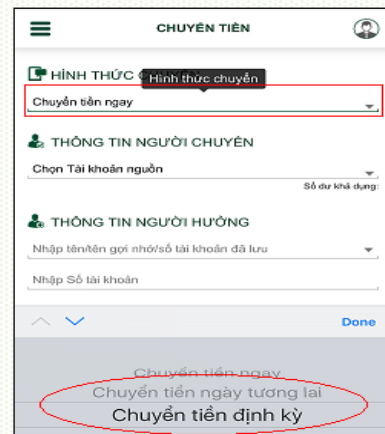 CHUYỂN TIỀN
HÌNH THỨC CHUYỂN
Hình thức chuyển
Chuyển tiền ngay
THÔNG TIN NGƯỜI CHUYỂN
Chọn Tài khoản nguồn
Số dư khả dụng:
THÔNG TIN NGƯỜI HƯỞNG
Nhập tên/tên gợi nhớ/số tài khoản đã lưu
Nhập Số tài khoản
Done
Chuyển tiền ngay
Chuyển tiền ngày tương lai
Chuyển tiền định kỳ